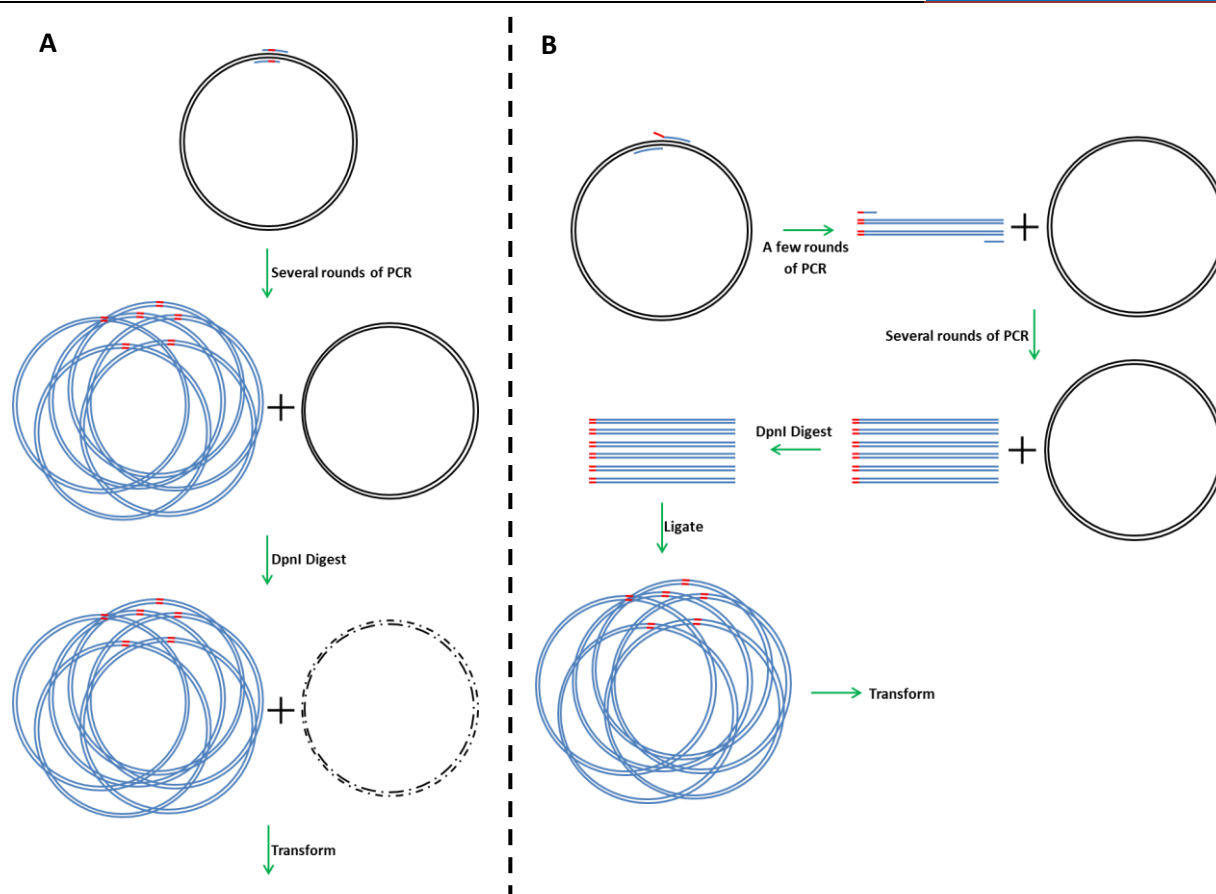 A
B
Several rounds of PCR
DpnI Digest
Transform
A few rounds
of PCR
Several rounds of PCR
DpnI Digest
Ligate
Transform